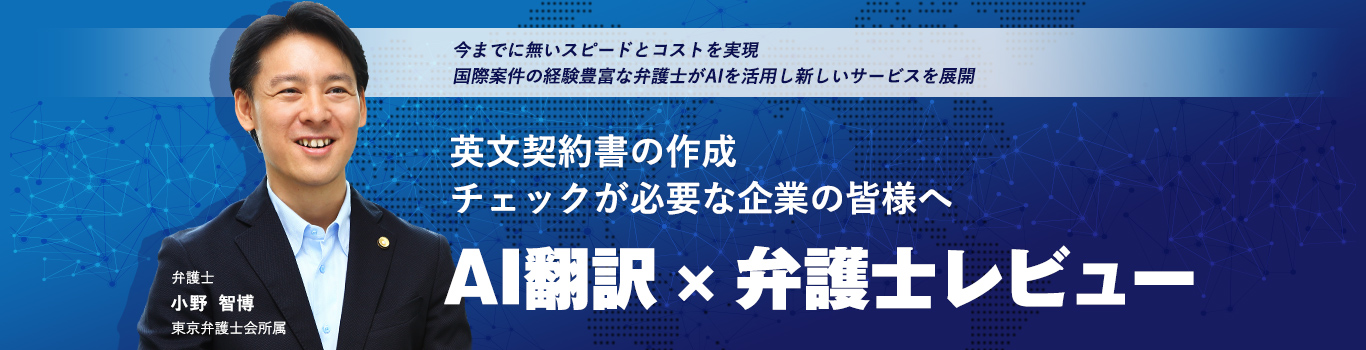 今までに無いスピードとコストを実現
国際案件の経験豊富な弁護士がAIを活用し新しいサービスを展開
英文契約書の作成
チェックが必要な企業の皆様へ
AI翻訳 × 弁護士レビュー
弁護士
小野 智博
東京弁護士会所属